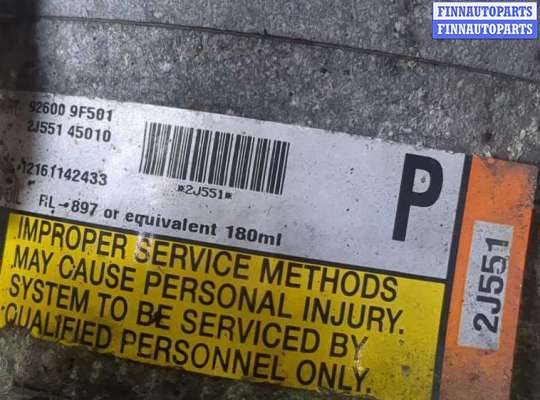 FINNAUTOPARTS
FINNAUTOPARTS
FINNAUTOPARTS
92600 9F501
2J551 45010
*2J551*
12161142433
P
RL-897 or equivalent 180ml
2J551
IMPROPER SERVICE METHODS
MAY CAUSE PERSONAL INJURY.
SYSTEM TO BE SERVICED BY
QUALIFIED PERSONNEL ONLY.